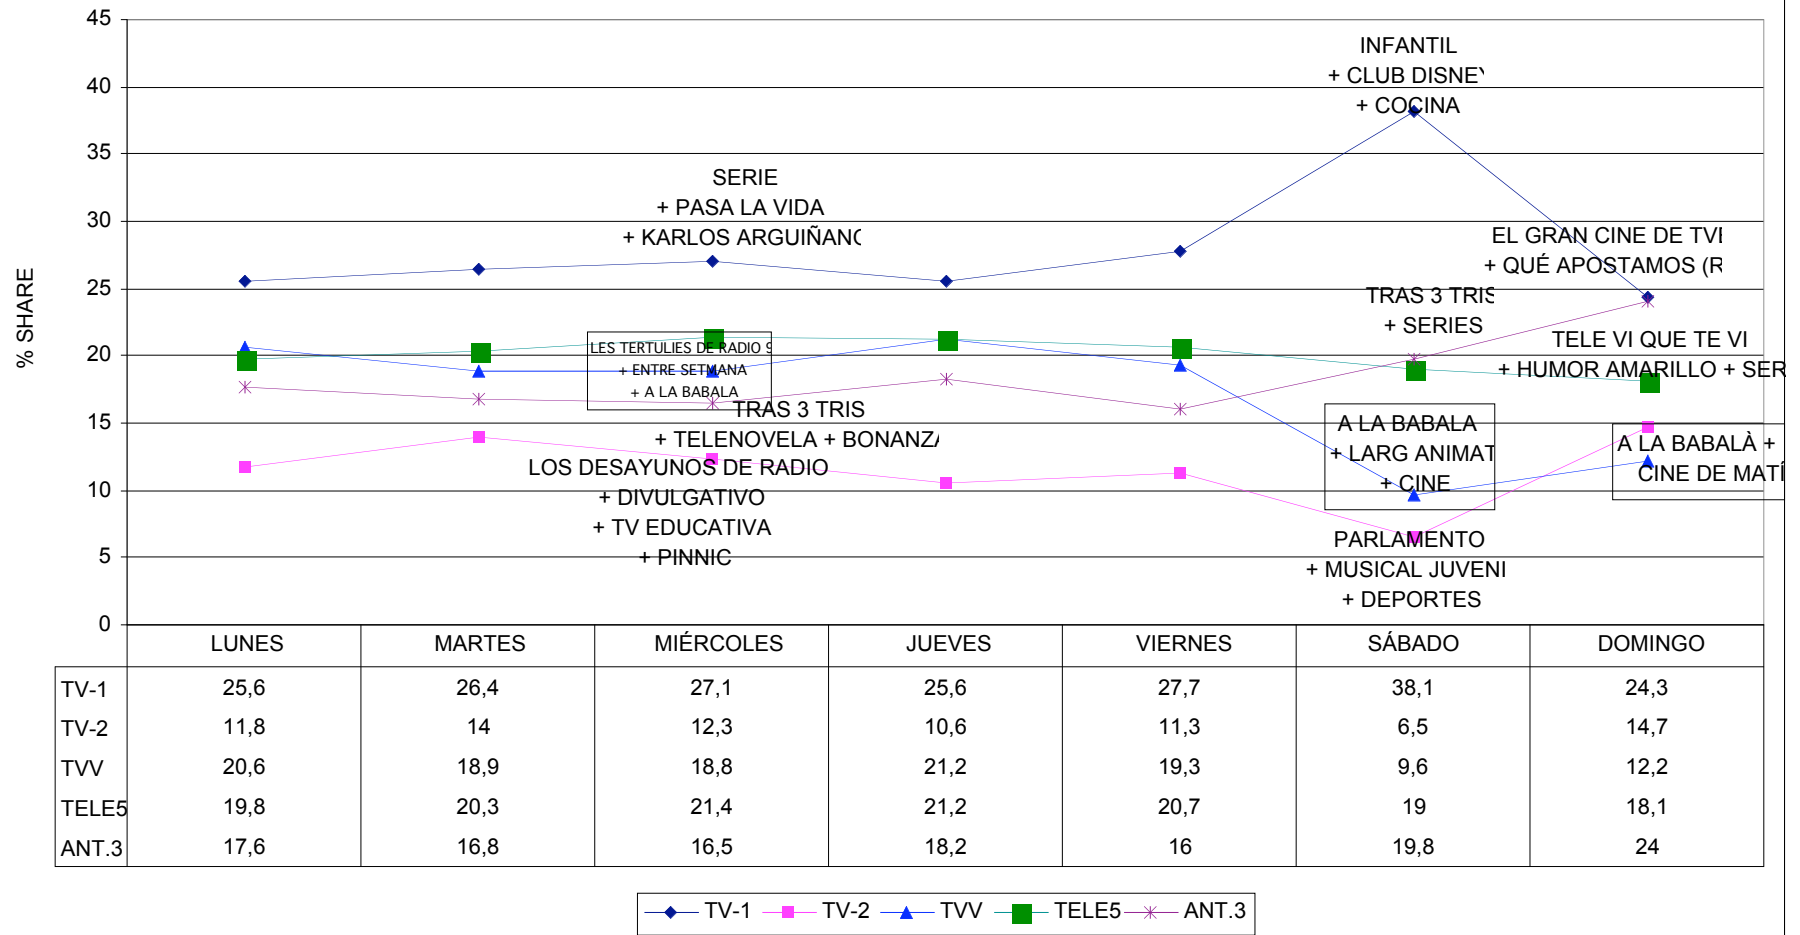 45
40
35
30
25
20
15
10
5
0
% SHARE
INFANTIL
+ CLUB DISNEY
+ COCINA
SERIE
+ PASA LA VIDA
+ KARLOS ARGUIÑANO
EL GRAN CINE DE TVE
+ QUÉ APOSTAMOS (R
TRAS 3 TRIS
+ SERIES
TELE VI QUE TE VI
+ HUMOR AMARILLO + SER
LES TERTULIES DE RADIO 9
+ ENTRE SETMANA
+ A LA BABALA
TRAS 3 TRIS
+ TELENOVELA + BONANZA
LOS DESAYUNOS DE RADIO
+ DIVULGATIVO
+ TV EDUCATIVA
+ PINNIC
A LA BABALA
+ LARG ANIMAT
+ CINE
A LA BABALÀ +
CINE DE MATÍ
PARLAMENTO
+ MUSICAL JUVENI
+ DEPORTES
LUNES MARTES MIÉRCOLES JUEVES VIERNES SÁBADO DOMINGO
TV-1 25,6 26,4 27,1 25,6 27,7 38,1 24,3
TV-2 11,8 14 12,3 10,6 11,3 6,5 14,7
TVV 20,6 18,9 18,8 21,2 19,3 9,6 12,2
TELE5 19,8 20,3 21,4 21,2 20,7 19 18,1
ANT.3 17,6 16,8 16,5 18,2 16 19,8 24
TV-1 TV-2 TVV TELE5 ANT.3